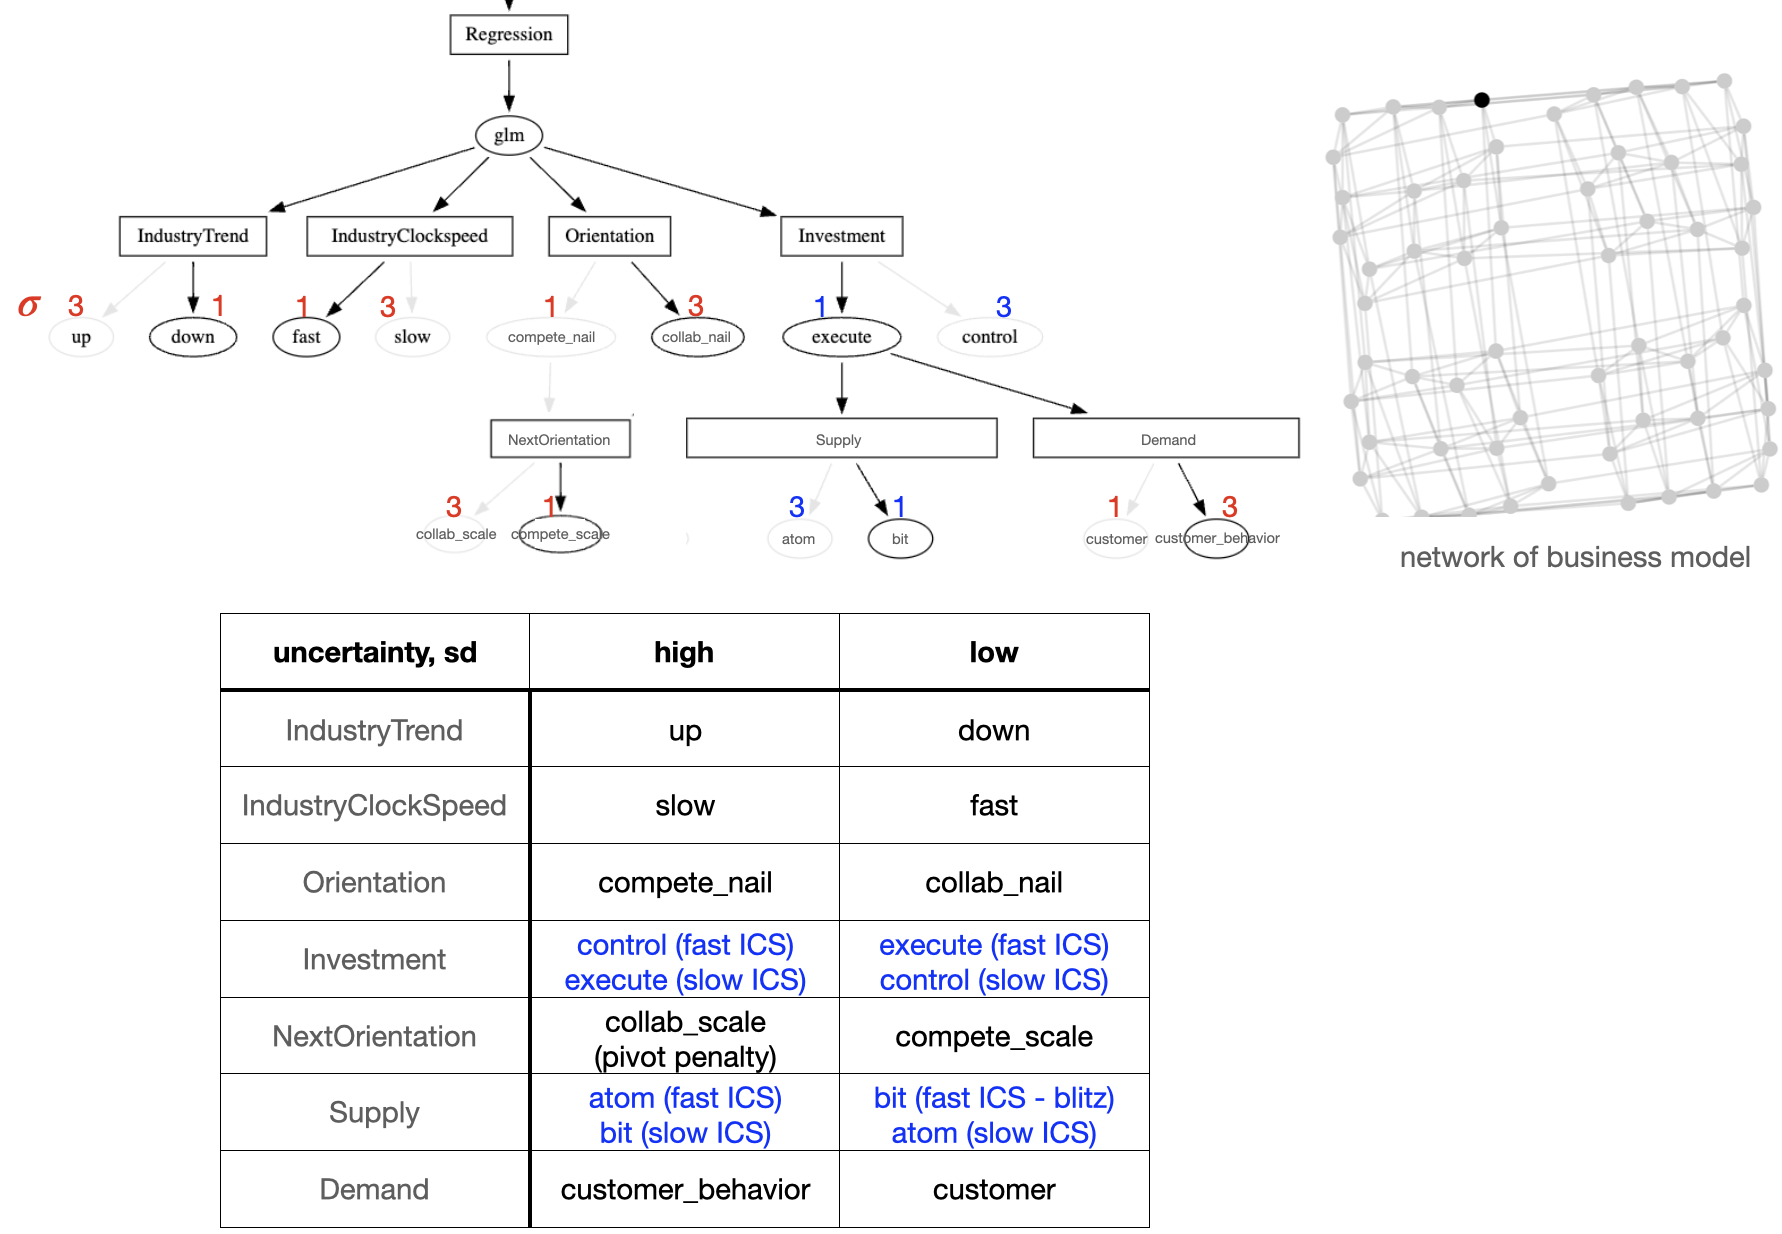 Regression
glm
IndustryTrend
IndustryClockspeed
Orientation
Investment
σ
3
1
1
3
1
3
1
3
up
down
fast
slow
compete_nail
collab_nail
execute
control
NextOrientation
Supply
Demand
3
1
3
1
1
3
collab_scale
compete_scale
atom
bit
customer
customer_behavior
network of business model
uncertainty, sd
high
low
IndustryTrend
up
down
IndustryClockSpeed
slow
fast
Orientation
compete_nail
collab_nail
Investment
control (fast ICS)
execute (slow ICS)
execute (fast ICS)
control (slow ICS)
NextOrientation
collab_scale
(pivot penalty)
compete_scale
Supply
atom (fast ICS)
bit (slow ICS)
bit (fast ICS - blitz)
atom (slow ICS)
Demand
customer_behavior
customer